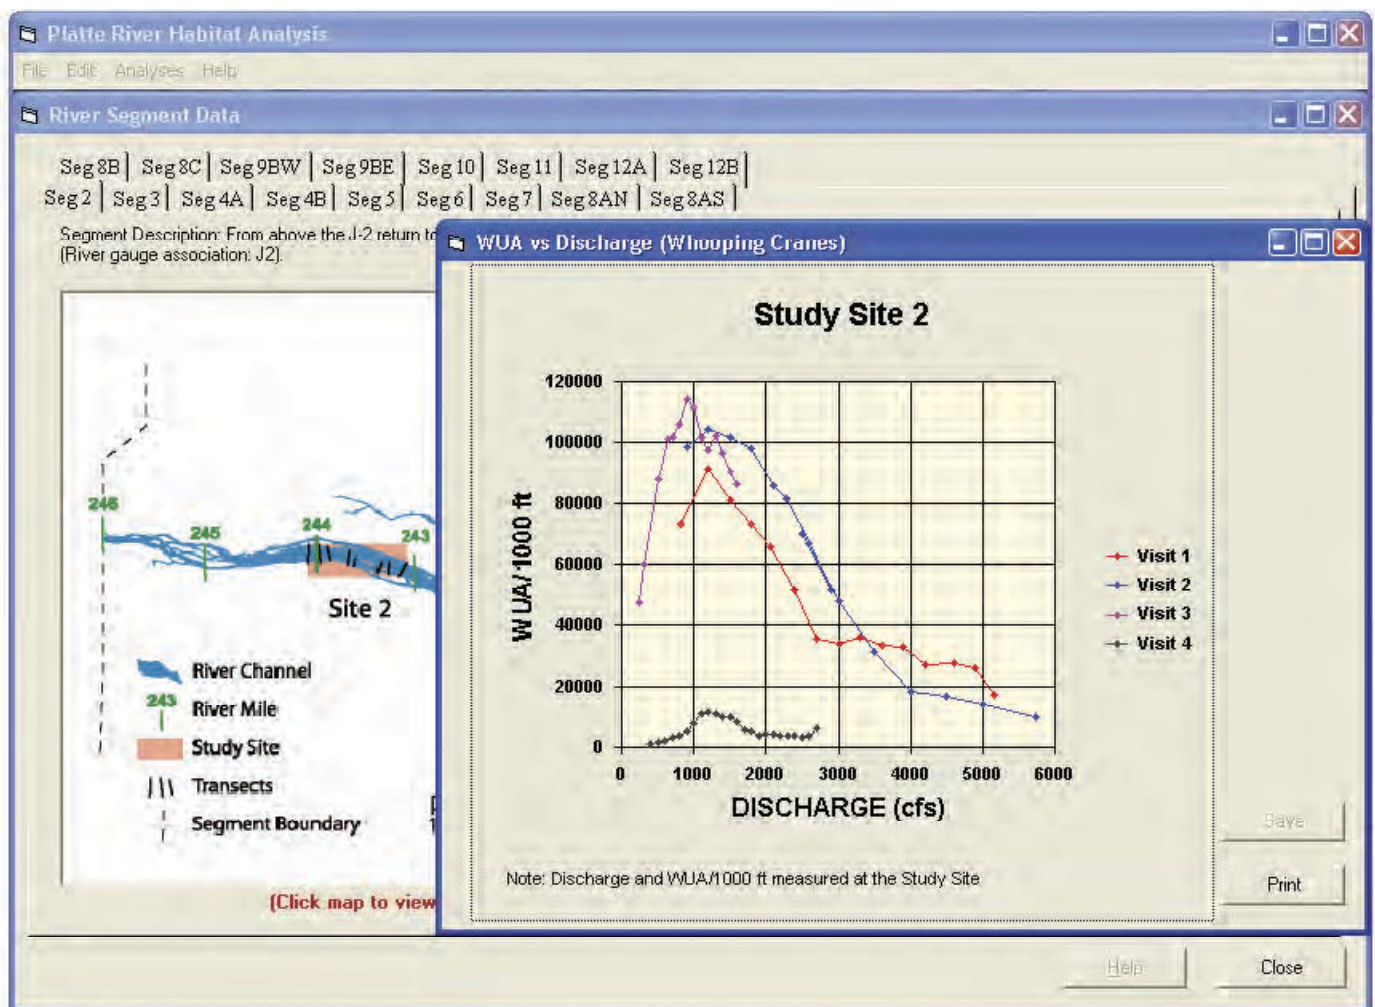 Platte River Habitat Analysis
File Edit Analyses Help
River Segment Data
Seg 8B Seg 8C Seg 9BW Seg 9BE Seg 10 Seg 11 Seg 12A Seg 12B
Seg 2 Seg 3 Seg 4A Seg 4B Seg 5 Seg 6 Seg 7 Seg 8AN Seg 8AS
Segment Description: From above the J-2 return to
(River gauge association: J2).
246
245
244
243
Site 2
River Channel
243 River Mile
Study Site
Transects
Segment Boundary
(Click map to view
WUA vs Discharge (Whooping Cranes)
Study Site 2
WUA/1000 ft
120000
100000
80000
60000
40000
20000
0
0 1000 2000 3000 4000 5000 6000
DISCHARGE (cfs)
Visit 1
Visit 2
Visit 3
Visit 4
Note: Discharge and WUA/1000 ft measured at the Study Site
Save
Print
Help
Close